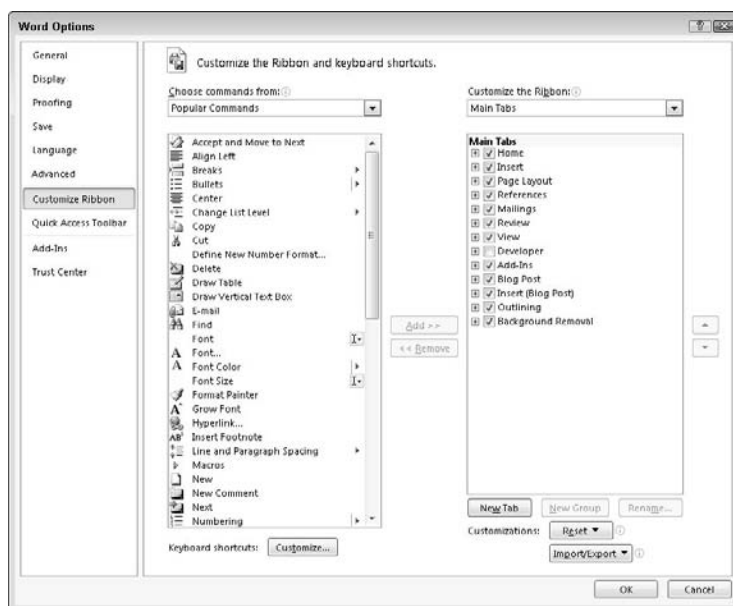 Word Options
General
Display
Proofing
Save
Language
Advanced
Customize Ribbon
Quick Access Toolbar
Add-Ins
Trust Center
Customize the Ribbon and keyboard shortcuts.
Choose commands from:
Popular Commands
Accept and Move to Next
Align Left
Breaks
Bullets
Center
Change List Level
Copy
Cut
Define New Number Format...
Delete
Draw Table
Draw Vertical Text Box
E-mail
Find
Font
Font...
Font Color
Font Size
Format Painter
Grow Font
Hyperlink...
Insert Footnote
Line and Paragraph Spacing
Macros
New
New Comment
Next
Numbering
Keyboard shortcuts: Customize...
Add >>
<< Remove
Customize the Ribbon:
Main Tabs
Main Tabs
Home
Insert
Page Layout
References
Mailings
Review
View
Developer
Add-Ins
Blog Post
Insert (Blog Post)
Outlining
Background Removal
New Tab New Group Rename...
Customizations: Reset
Import/Export
OK Cancel